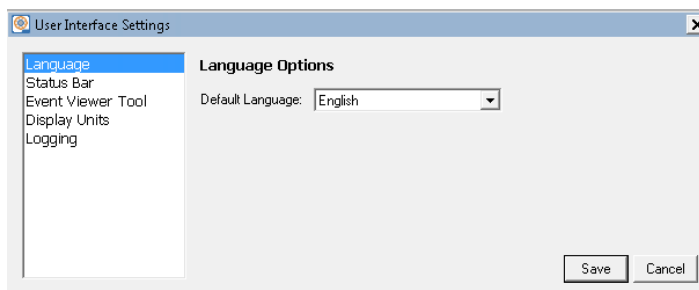 User Interface Settings
Language
Status Bar
Event Viewer Tool
Display Units
Logging
Language Options
Default Language: English
Save Cancel